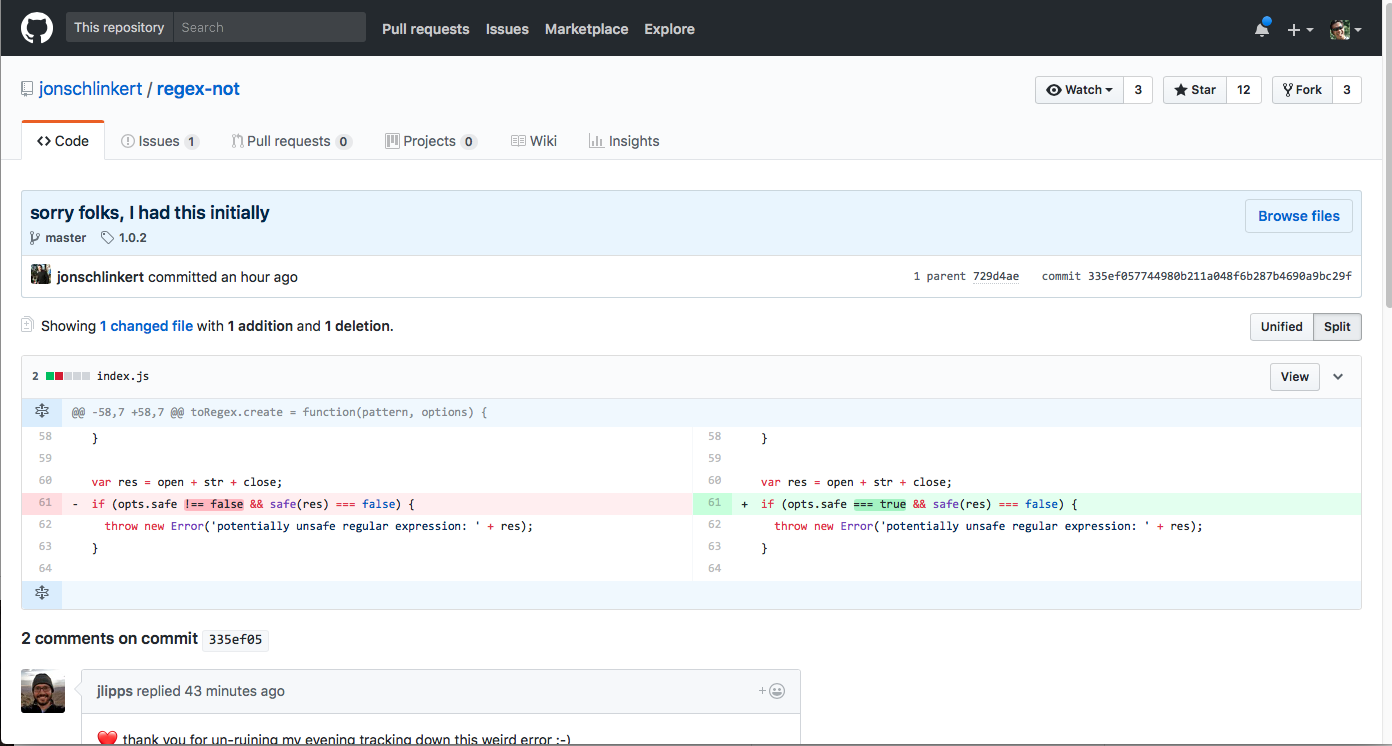 This repository Search Pull requests Issues Marketplace Explore
jonschlinkert / regex-not Watch 3 Star 12 Fork 3
Code Issues 1 Pull requests 0 Projects 0 Wiki Insights
sorry folks, I had this initially Browse files
master 1.0.2
jonschlinkert committed an hour ago 1 parent 729d4ae commit 335ef057744980b211a048f6b287b4690a9bc29f
Showing 1 changed file with 1 addition and 1 deletion. Unified Split
2 index.js View
@@ -58,7 +58,7 @@ toRegex.create = function(pattern, options) {
58 } 58 }
59 59
60 var res = open + str + close; 60 var res = open + str + close;
61 - if (opts.safe !== false && safe(res) === false) { 61 + if (opts.safe === true && safe(res) === false) {
62 throw new Error('potentially unsafe regular expression: ' + res); 62 throw new Error('potentially unsafe regular expression: ' + res);
63 } 63 }
64 64
2 comments on commit 335ef05
jlipps replied 43 minutes ago +
❤️ thank you for un-ruining my evening tracking down this weird error :-)